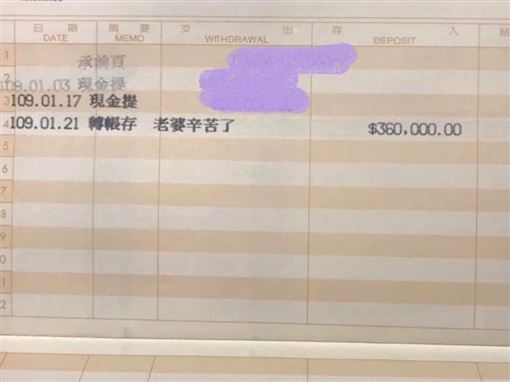 日期 摘要 支出 存入 結
DATE MEMO WITHDRAWAL DEPOSIT
1 承前頁
2 109.01.03 現金提
3 109.01.17 現金提
4 109.01.21 轉帳存 老婆辛苦了 $360,000.00
5
6
7
8
9
0
1
2